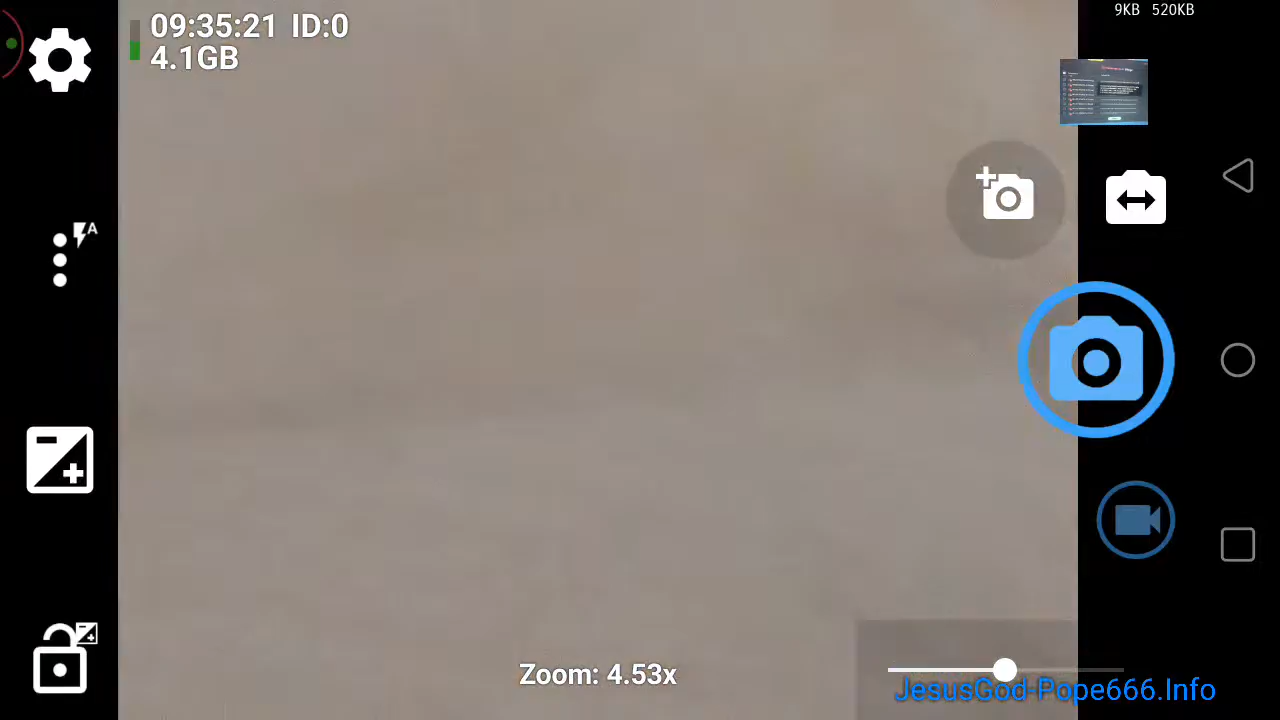 9KB 520KB
09:35:21 ID:0
4.1GB
A
Zoom: 4.53x
JesusGod-Pope666.Info